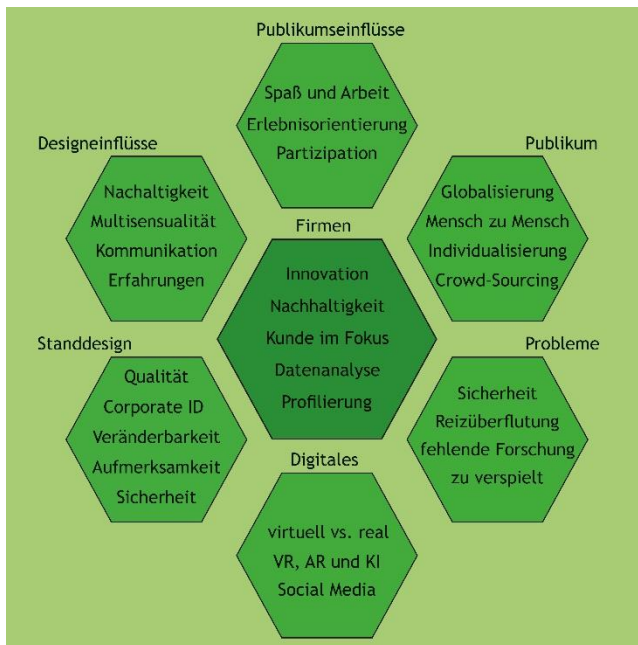 Publikumseinflüsse
Spaß und Arbeit
Erlebnisorientierung
Partizipation
Designeinflüsse
Nachaltigkeit
Multisensualität
Kommunikation
Erfahrungen
Publikum
Globalisierung
Mensch zu Mensch
Individualisierung
Crowd-Sourcing
Firmen
Innovation
Nachhaltigkeit
Kunde im Fokus
Datenanalyse
Profilierung
Standdesign
Qualität
Corporate ID
Veränderbarkeit
Aufmerksamkeit
Sicherheit
Probleme
Sicherheit
Reizüberflutung
fehlende Forschung
zu verspielt
Digitales
virtuell vs. real
VR, AR und KI
Social Media